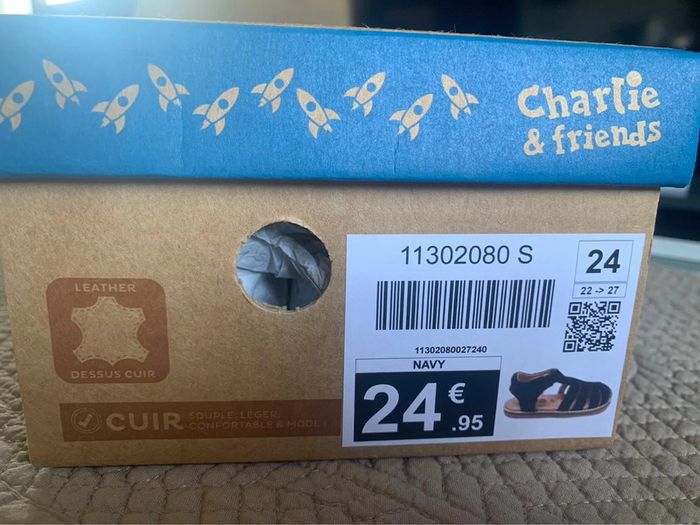 Charlie
& friends
11302080 S
24
22 -> 27
11302080027240
NAVY
24 €
.95
LEATHER
DESSUS CUIR
CUIR SOUPLE, LÉGER,
CONFORTABLE & MODE !